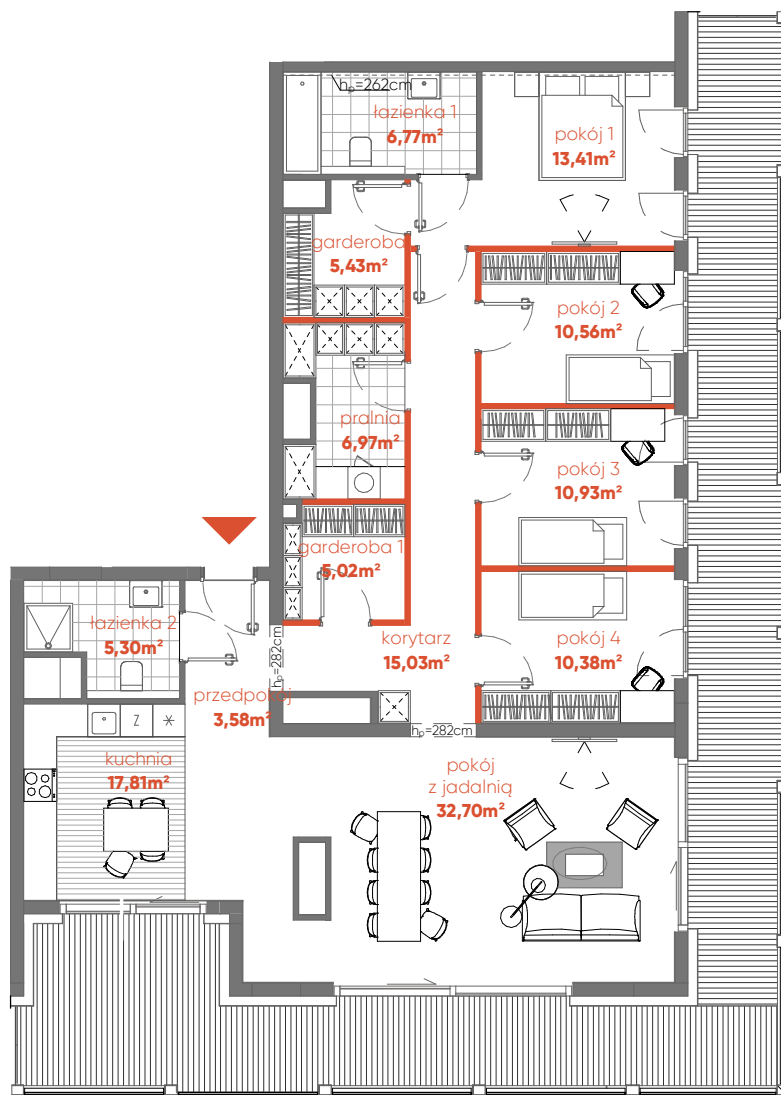 hp=262cm
łazienka 1
6,77m²
pokój 1
13,41m²
garderoba
5,43m²
pokój 2
10,56m²
pralnia
6,97m²
pokój 3
10,93m²
garderoba 1
5,02m²
łazienka 2
5,30m²
hp=282cm
korytarz
15,03m²
pokój 4
10,38m²
przedpokój
3,58m²
Z
hp=282cm
kuchnia
17,81m²
pokój
z jadalnią
32,70m²